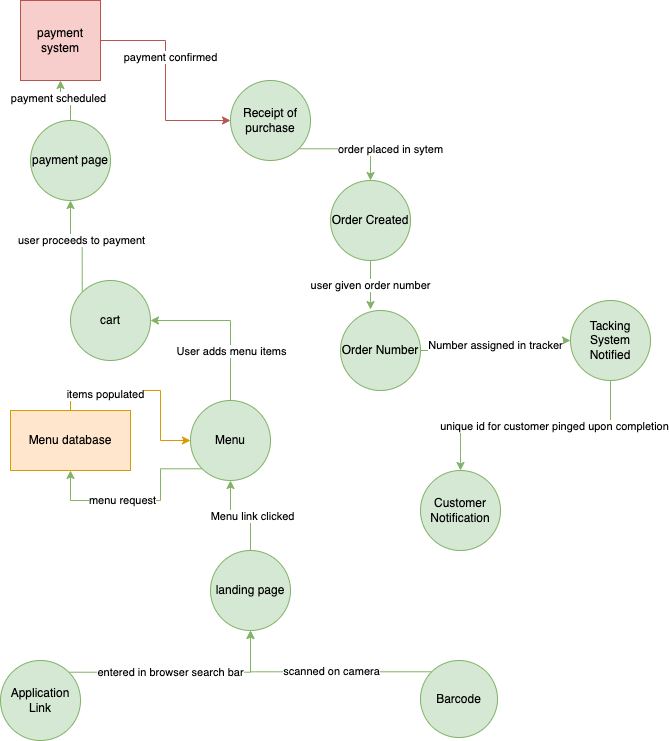 payment
system
payment confirmed
payment scheduled
Receipt of
purchase
payment page
order placed in sytem
Order Created
user proceeds to payment
user given order number
cart
Tacking
System
Notified
User adds menu items
Order Number
Number assigned in tracker
items populated
Menu database
Menu
unique id for customer pinged upon completion
menu request
Customer
Notification
Menu link clicked
landing page
entered in browser search bar
scanned on camera
Application
Link
Barcode